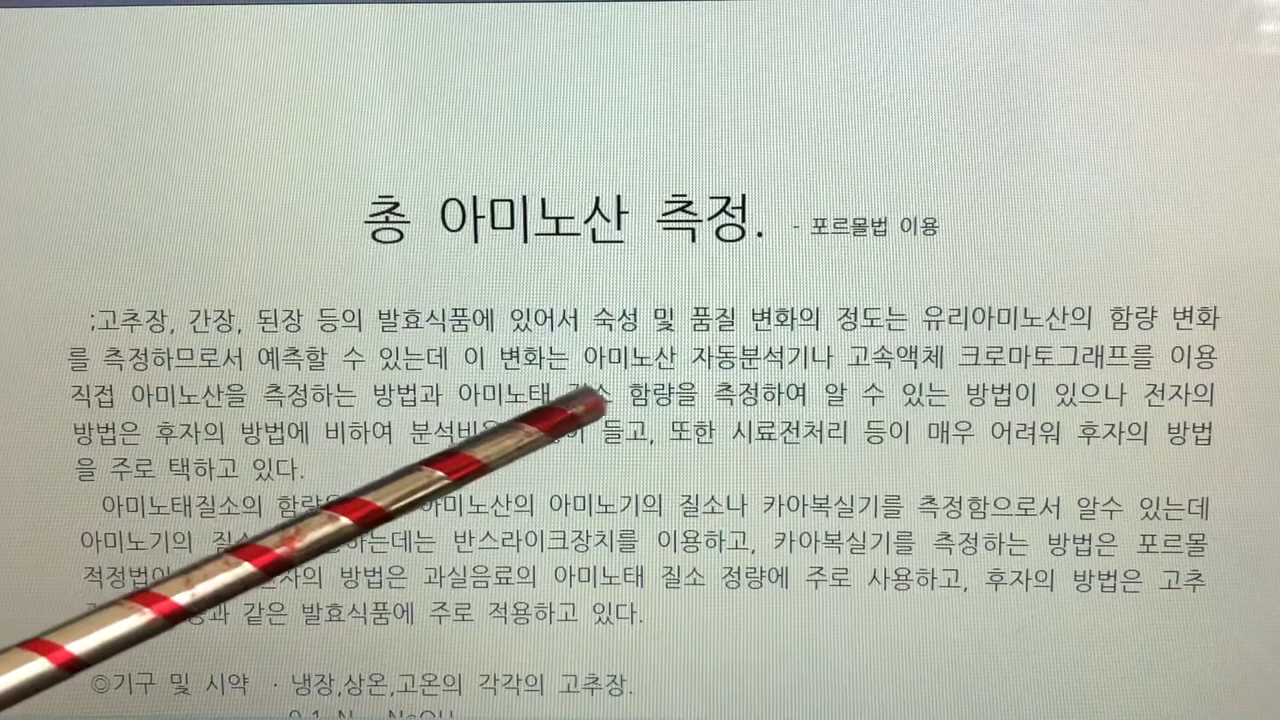 총 아미노산 측정. - 포르몰법 이용
;고추장, 간장, 된장 등의 발효식품에 있어서 숙성 및 품질 변화의 정도는 유리아미노산의 함량 변화
를 측정하므로서 예측할 수 있는데 이 변화는 아미노산 자동분석기나 고속액체 크로마토그래프를 이용
직접 아미노산을 측정하는 방법과 아미노태 함량을 측정하여 알 수 있는 방법이 있으나 전자의
방법은 후자의 방법에 비하여 들고, 또한 시료전처리 등이 매우 어려워 후자의 방법
을 주로 택하고 있다.
아미노태질소의 아미노산의 아미노기의 질소나 카아복실기를 측정함으로서 알수 있는데
아미노기의 반스라이크장치를 이용하고, 카아복실기를 측정하는 방법은 포르몰
방법은 과실음료의 아미노태 질소 정량에 주로 사용하고, 후자의 방법은 고추
같은 발효식품에 주로 적용하고 있다.
◎기구 및 시약 · 냉장,상온,고온의 각각의 고추장.